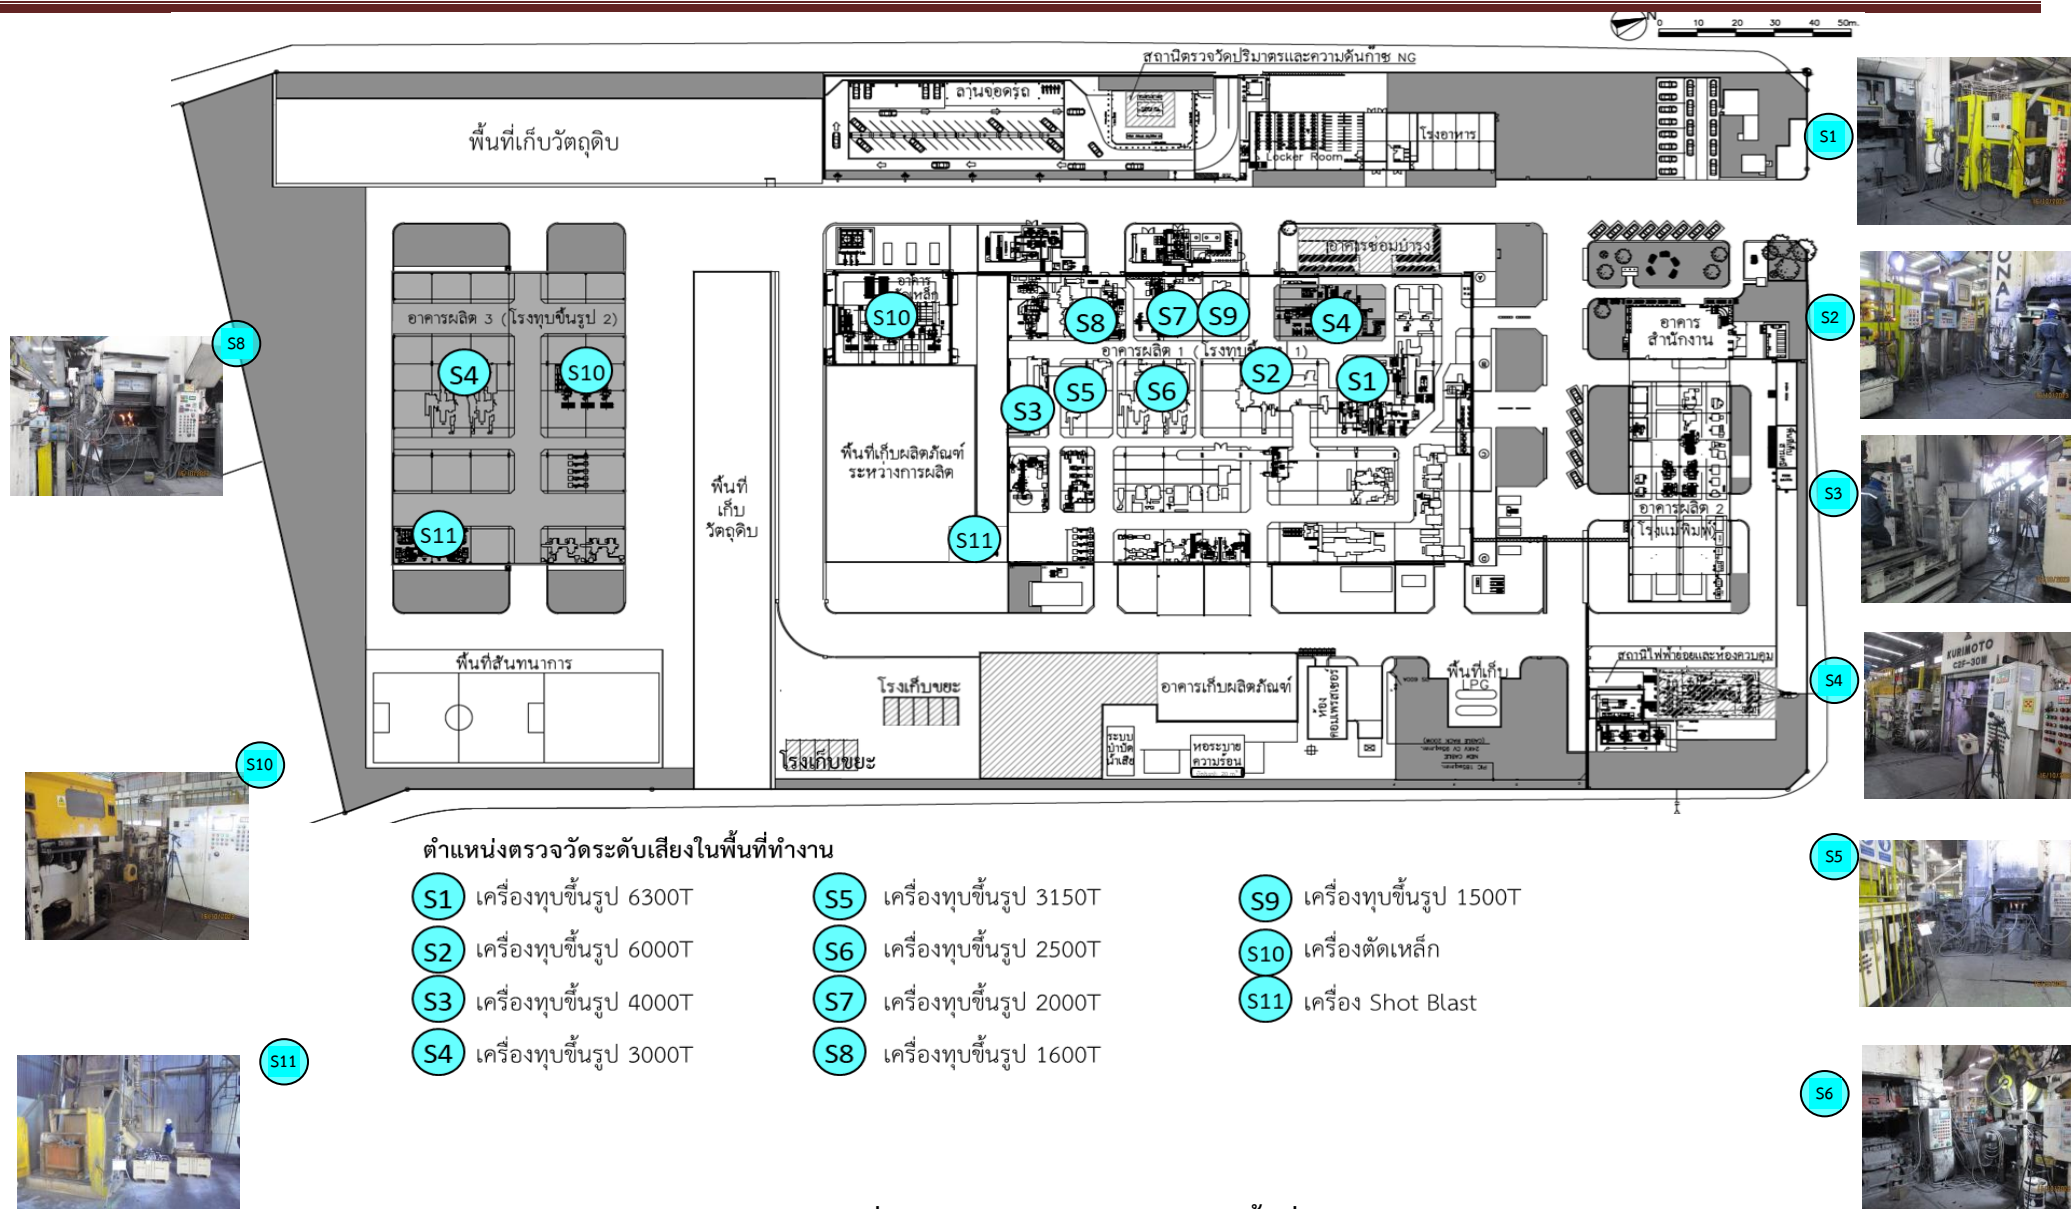 N
0 10 20 30 40 50m.
สถานีตรวจวัดปริมาตรและความดันก๊าซ NG
ลานจอดรถ
พื้นที่เก็บวัตถุดิบ
โรงอาหาร
Locker Room
S1
อาคารซ่อมบำรุง
อาคาร
S10
S8
S7
S9
S4
อาคารผลิต 3 (โรงทุบขึ้นรูป 2)
S4
S10
อาคารผลิต 1 (
1)
S3
S5
S6
S2
S1
อาคาร
สำนักงาน
S2
S8
พื้นที่เก็บผลิตภัณฑ์
ระหว่างการผลิต
พื้นที่
เก็บ
วัตถุดิบ
S11
S11
อาคารผลิต 2
(โรงแม่พิมพ์)
S3
พื้นที่สันทนาการ
โรงเก็บขยะ
โรงเก็บขยะ
อาคารเก็บผลิตภัณฑ์
ห้อง
คอมเพรสเซอร์
พื้นที่เก็บ
LPG
สถานีไฟฟ้าย่อยและห้องควบคุม
ระบบ
บำบัด
น้ำเสีย
หอระบาย
ความร้อน
KURIMOTO
C2F-30M
S4
S10
S5
S11
S6
ตำแหน่งตรวจวัดระดับเสียงในพื้นที่ทำงาน
S1 เครื่องทุบขึ้นรูป 6300T
S2 เครื่องทุบขึ้นรูป 6000T
S3 เครื่องทุบขึ้นรูป 4000T
S4 เครื่องทุบขึ้นรูป 3000T
S5 เครื่องทุบขึ้นรูป 3150T
S6 เครื่องทุบขึ้นรูป 2500T
S7 เครื่องทุบขึ้นรูป 2000T
S8 เครื่องทุบขึ้นรูป 1600T
S9 เครื่องทุบขึ้นรูป 1500T
S10 เครื่องตัดเหล็ก
S11 เครื่อง Shot Blast